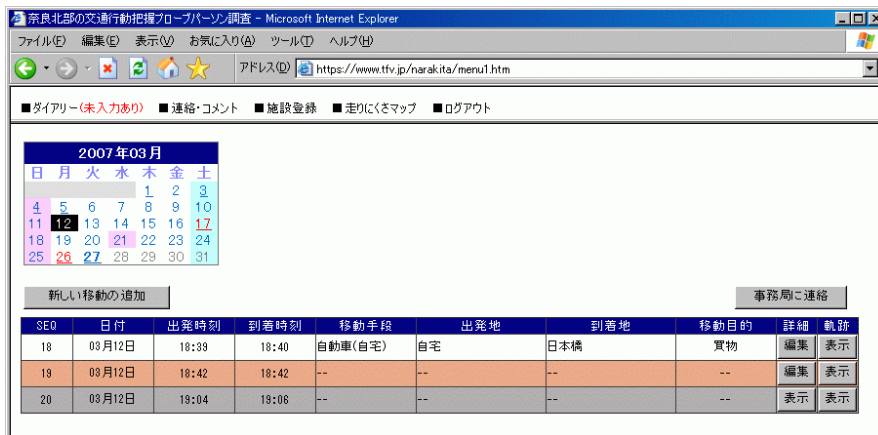 奈良北部の交通行動把握プローブパーソン調査 - Microsoft Internet Explorer
ファイル(F) 編集(E) 表示(V) お気に入り(A) ツール(T) ヘルプ(H)
アドレス(D) https://www.tfv.jp/narakita/menu1.htm
■ダイアリー(未入力あり) ■連絡・コメント ■施設登録 ■走りにくさマップ ■ログアウト
2007年03月
日 月 火 水 木 金 土
1 2 3
4 5 6 7 8 9 10
11 12 13 14 15 16 17
18 19 20 21 22 23 24
25 26 27 28 29 30 31
新しい移動の追加 事務局に連絡
SEQ 日付 出発時刻 到着時刻 移動手段 出発地 到着地 移動目的 詳細 軌跡
18 03月12日 18:39 18:40 自動車(自宅) 自宅 日本橋 買物 編集 表示
19 03月12日 18:42 18:42 -- -- -- -- 編集 表示
20 03月12日 19:04 19:06 -- -- -- -- 表示 表示